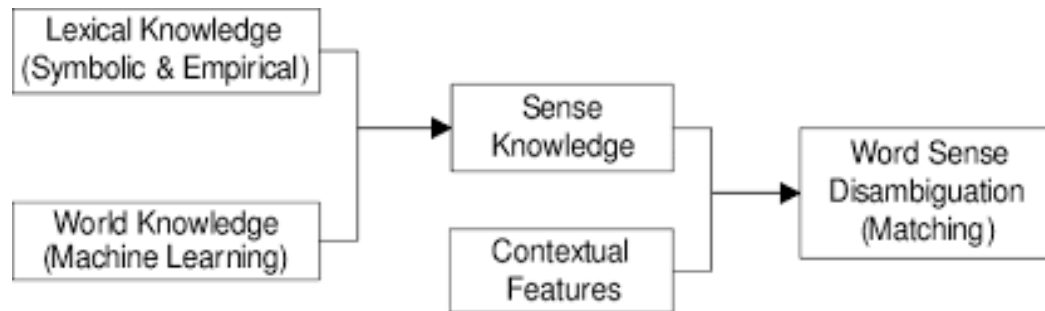 Lexical Knowledge
(Symbolic & Empirical)
World Knowledge
(Machine Learning)
Sense
Knowledge
Contextual
Features
Word Sense
Disambiguation
(Matching)